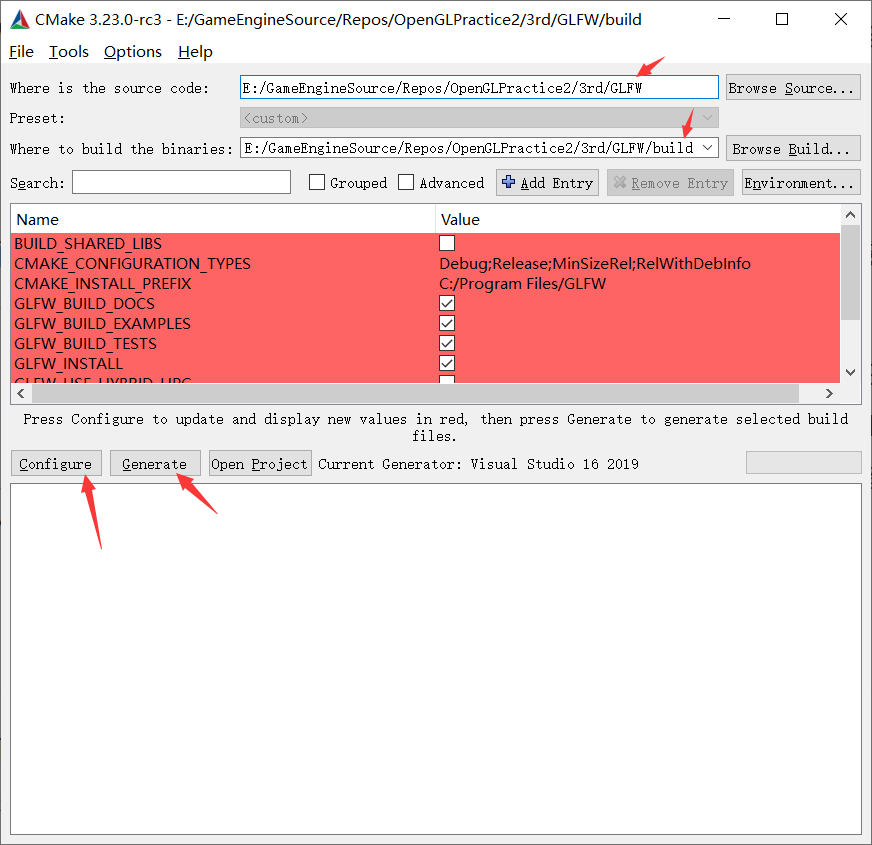 CMake 3.23.0-rc3 - E:/GameEngineSource/Repos/OpenGLPractice2/3rd/GLFW/build
File Tools Options Help
Where is the source code: E:/GameEngineSource/Repos/OpenGLPractice2/3rd/GLFW Browse Source...
Preset: <custom>
Where to build the binaries: E:/GameEngineSource/Repos/OpenGLPractice2/3rd/GLFW/build Browse Build...
Search: Grouped Advanced Add Entry Remove Entry Environment...
Name Value
BUILD_SHARED_LIBS
CMAKE_CONFIGURATION_TYPES Debug;Release;MinSizeRel;RelWithDebInfo
CMAKE_INSTALL_PREFIX C:/Program Files/GLFW
GLFW_BUILD_DOCS
GLFW_BUILD_EXAMPLES
GLFW_BUILD_TESTS
GLFW_INSTALL
Press Configure to update and display new values in red, then press Generate to generate selected build
files.
Configure Generate Open Project Current Generator: Visual Studio 16 2019